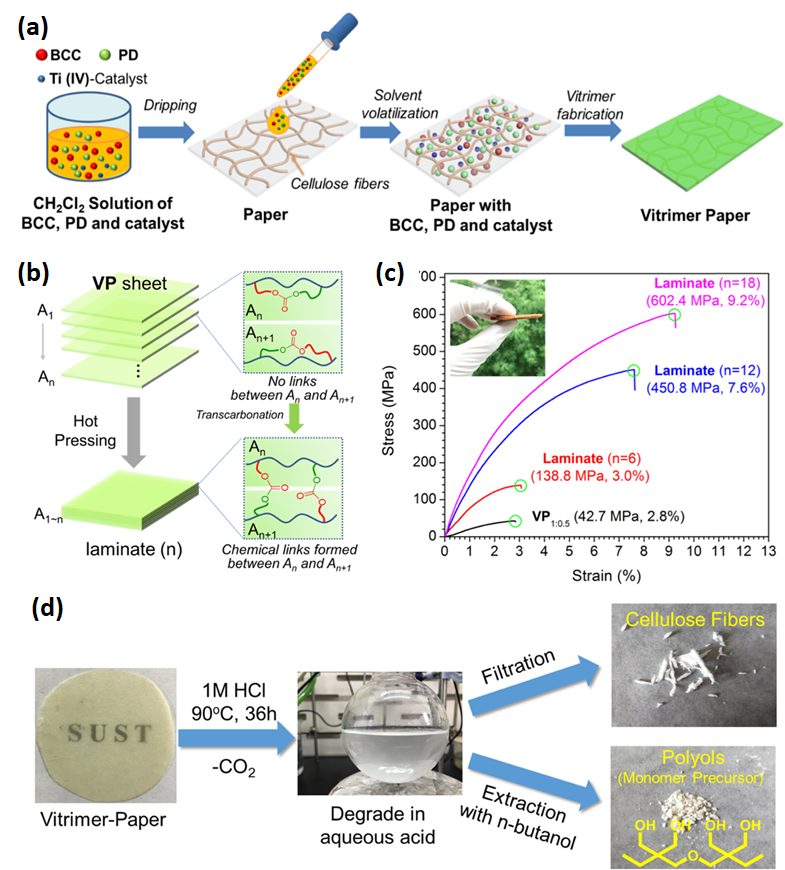 (a)
BCC PD
Ti (IV)-Catalyst
Dripping
Solvent
volatilization
Vitrimer
fabrication
Cellulose fibers
CH₂Cl₂ Solution of
BCC, PD and catalyst
Paper
Paper with
BCC, PD and catalyst
Vitrimer Paper
(b)
VP sheet
A₁
Aₙ
Aₙ
Aₙ₊₁
O O O
O O O
No links
between Aₙ and Aₙ₊₁
Transcarbonation
Hot
Pressing
Aₙ
O O O O
O O
Aₙ₊₁
A₁~ₙ
laminate (n)
Chemical links formed
between Aₙ and Aₙ₊₁
(c)
Stress (MPa)
700
600
500
400
300
200
100
0
Laminate (n=18)
(602.4 MPa, 9.2%)
Laminate (n=12)
(450.8 MPa, 7.6%)
Laminate (n=6)
(138.8 MPa, 3.0%)
VP₁:₀.₅ (42.7 MPa, 2.8%)
0 1 2 3 4 5 6 7 8 9 10 11 12 13
Strain (%)
(d)
SUST
Vitrimer-Paper
1M HCl
90°C, 36h
-CO₂
Degrade in
aqueous acid
Filtration
Cellulose Fibers
Extraction
with n-butanol
Polyols
(Monomer Precursor)
OH OH OH OH
O